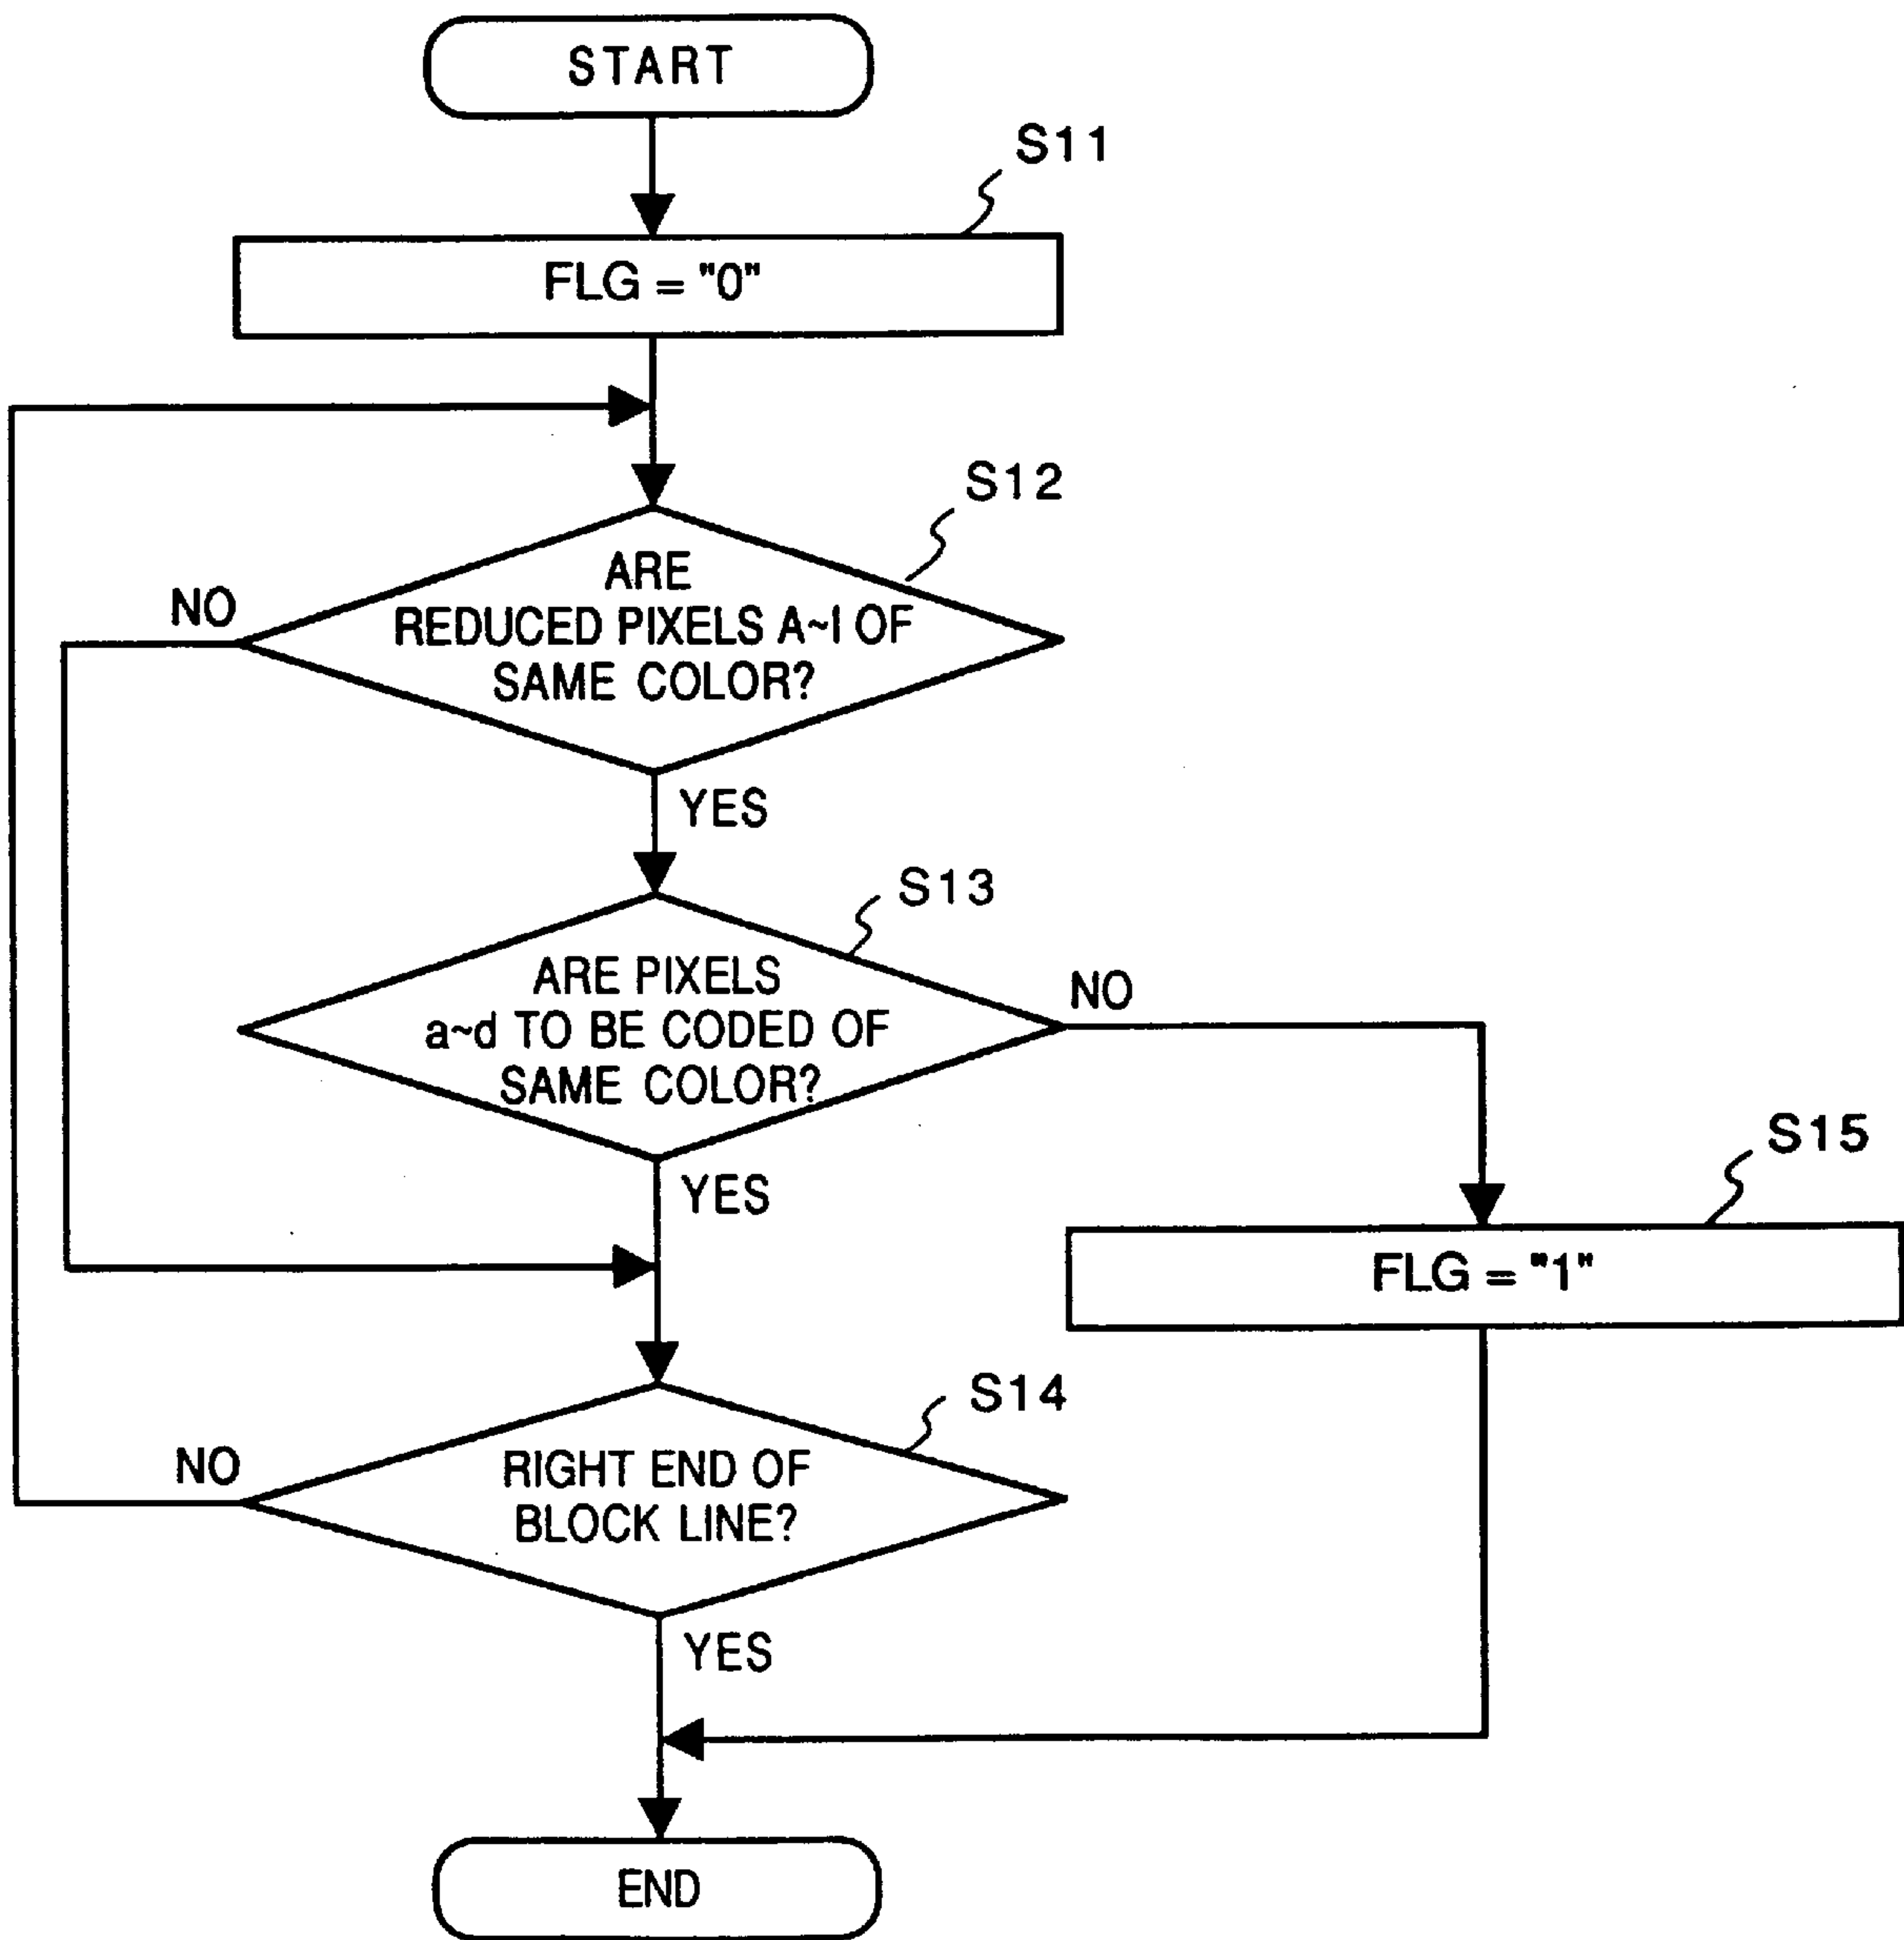 START
S11
FLG = "0"
S12
ARE
NO
REDUCED PIXELS A~I OF
SAME COLOR?
YES
S13
ARE PIXELS
NO
a~d TO BE CODED OF
SAME COLOR?
S15
YES
FLG = "1"
S14
NO
RIGHT END OF
BLOCK LINE?
YES
END